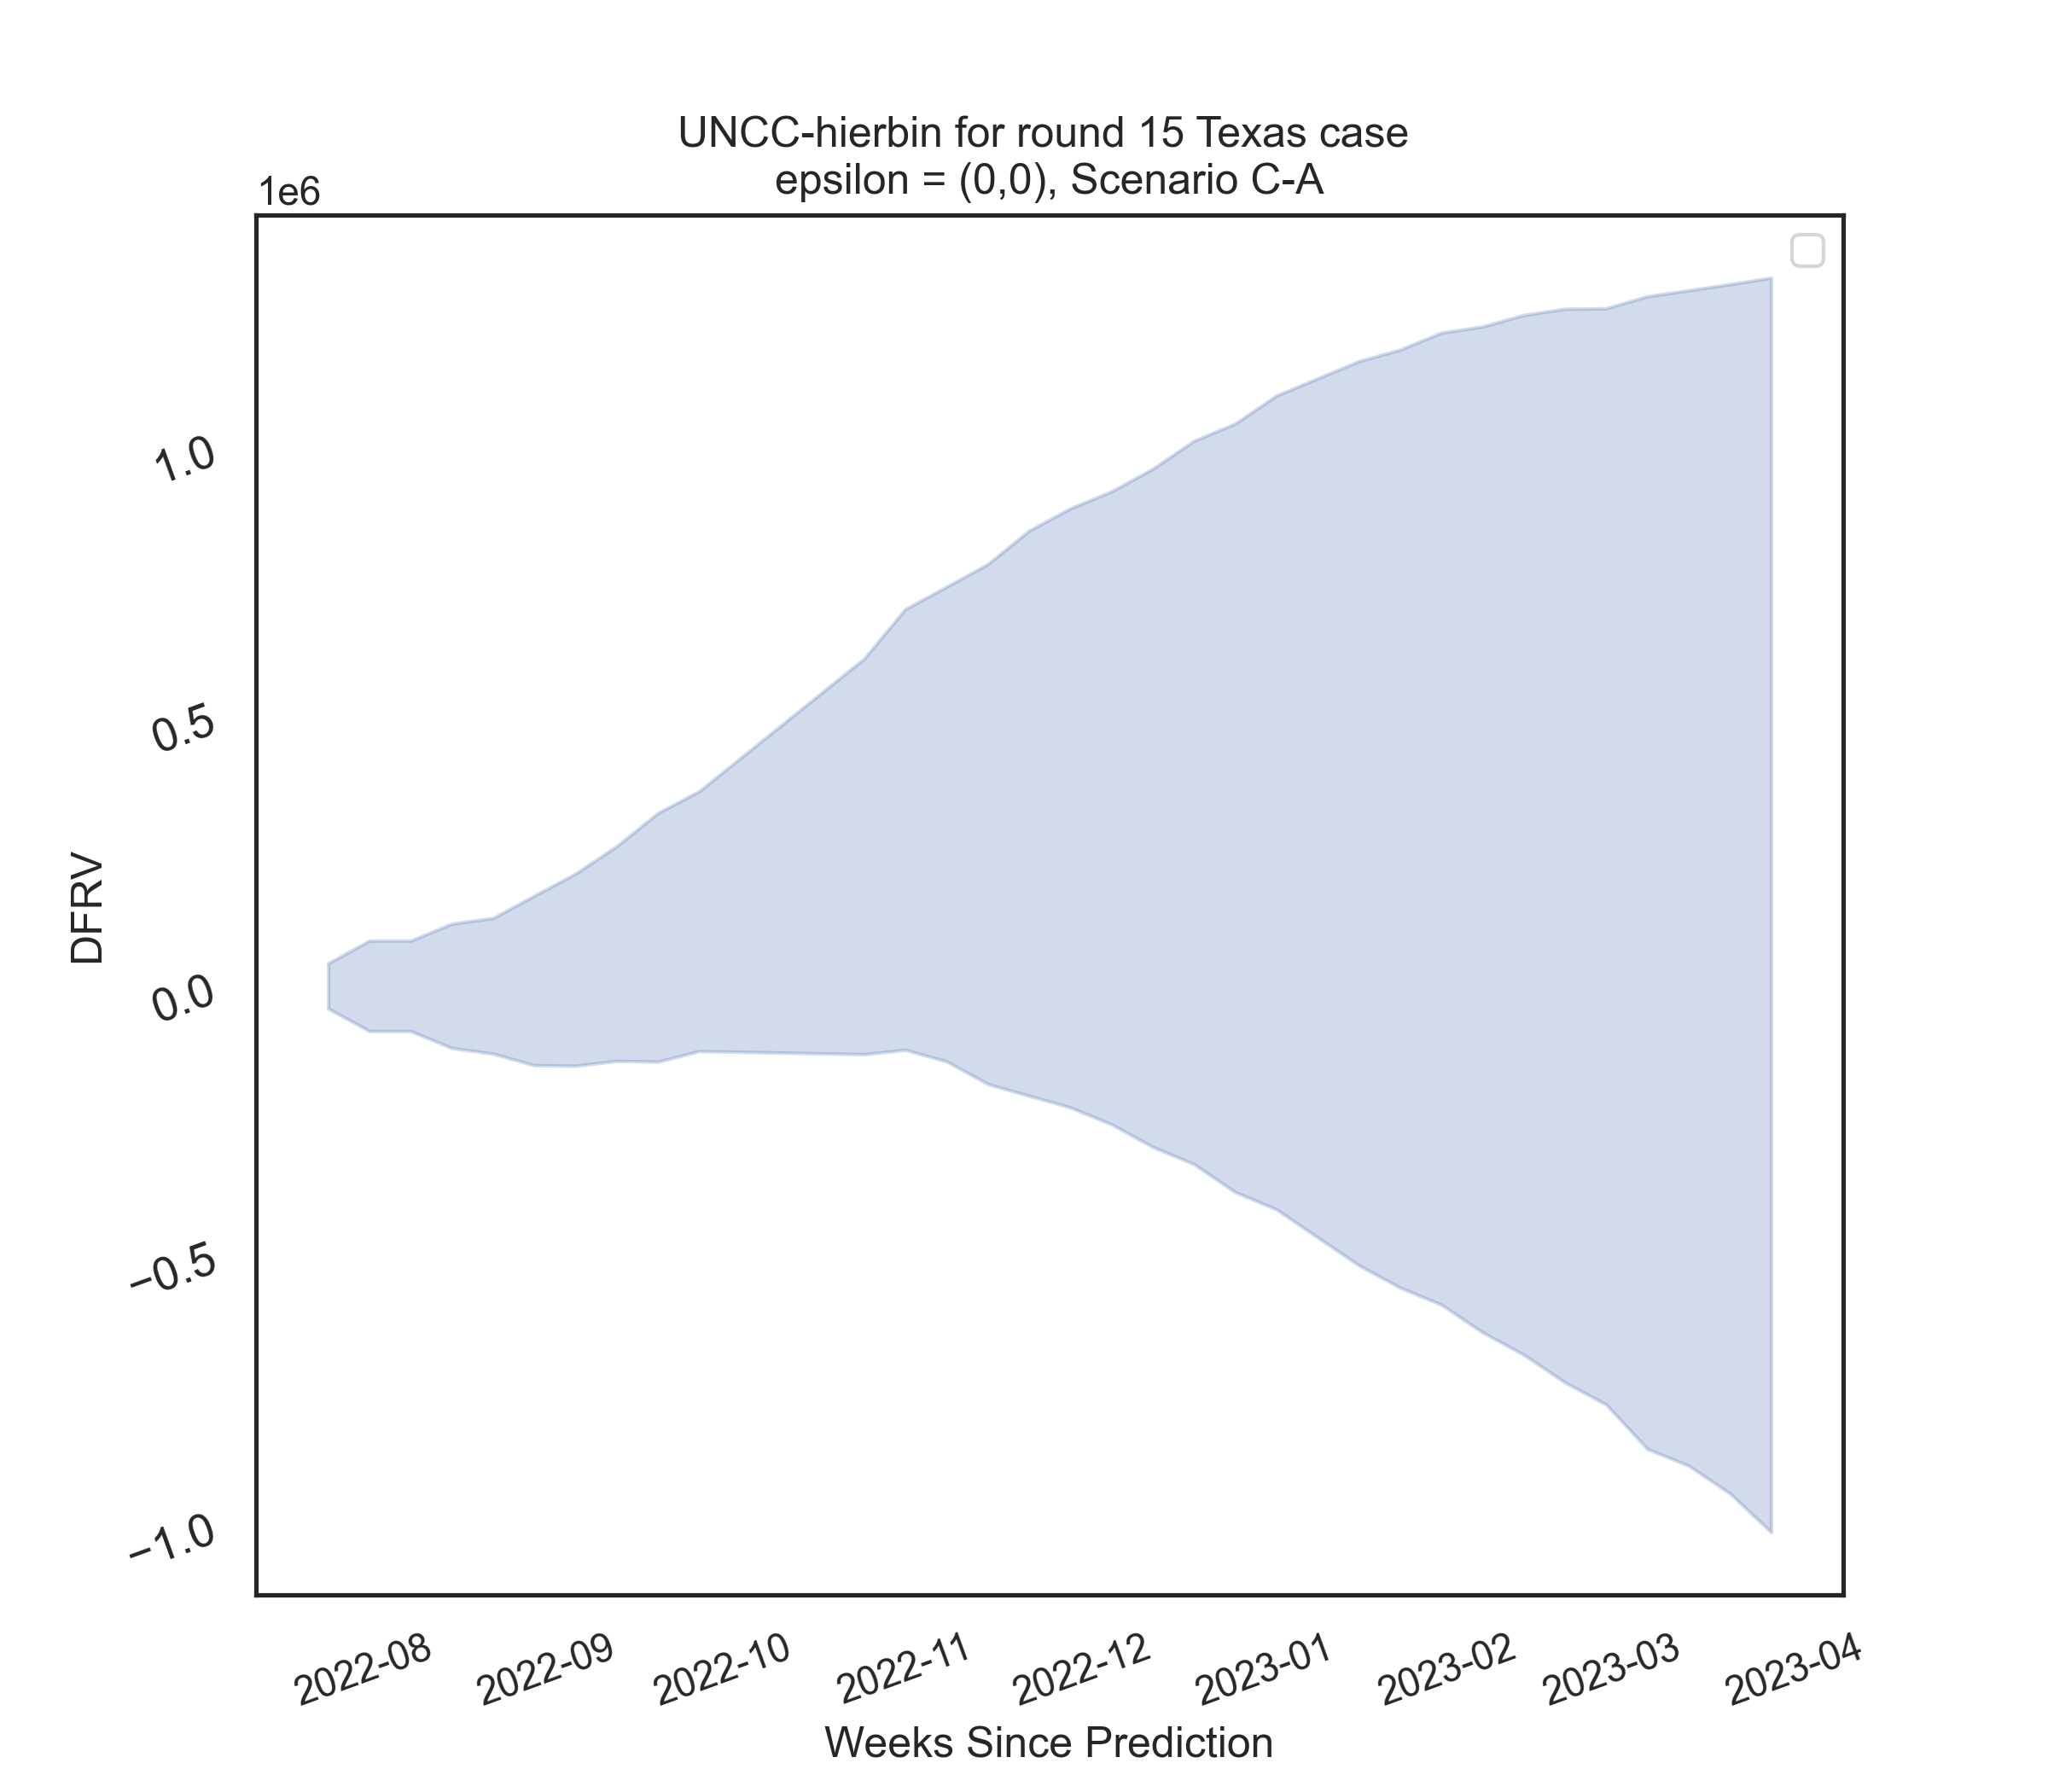 UNCC-hierbin for round 15 Texas case
epsilon = (0,0), Scenario C-A
1e6
1.0
0.5
0.0
−0.5
−1.0
DFRV
2022-08
2022-09
2022-10
2022-11
2022-12
2023-01
2023-02
2023-03
2023-04
Weeks Since Prediction